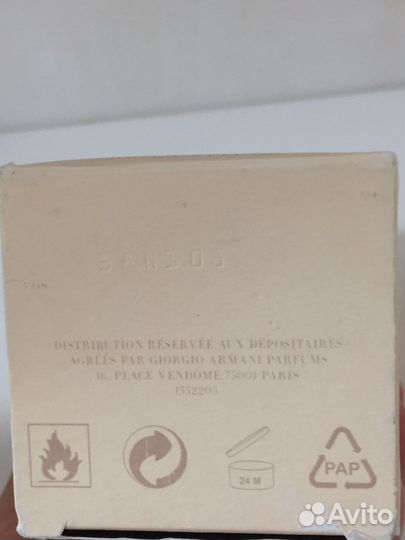 DISTRIBUTION RÉSERVÉE AUX DÉPOSITAIRES
AGRÉÉS PAR GIORGIO ARMANI PARFUMS
16, PLACE VENDOME 75001 PARIS
1552205
24 M
PAP
Avito